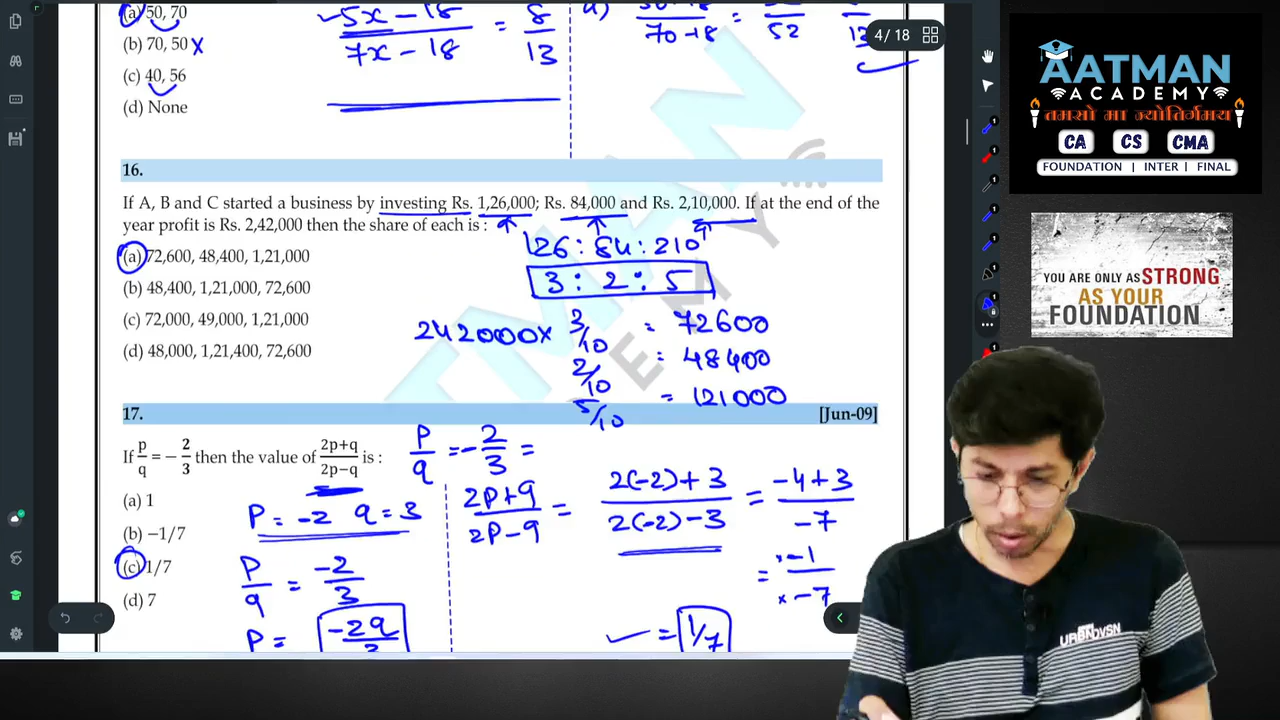 (a) 50, 70
(b) 70, 50 x
(c) 40, 56
(d) None
5x - 18 / 7x - 18 = 8 / 13
70-18
52
4/18
16.
If A, B and C started a business by investing Rs. 1,26,000; Rs. 84,000 and Rs. 2,10,000. If at the end of the
year profit is Rs. 2,42,000 then the share of each is :
126 : 84 : 210
3 : 2 : 5
(a) 72,600, 48,400, 1,21,000
(b) 48,400, 1,21,000, 72,600
(c) 72,000, 49,000, 1,21,000
(d) 48,000, 1,21,400, 72,600
242000 x 3/10 = 72600
2/10 = 48400
5/10 = 121000
17. [Jun-09]
If p/q = - 2/3 then the value of 2p+q / 2p−q is :
P/q = - 2/3 =
(a) 1
(b) −1/7
(c) 1/7
(d) 7
P = -2 q = 3
P/q = -2/3
P = -2q
2P+q / 2P-q = 2(-2)+3 / 2(-2)-3 = -4+3 / -7
= -1 / -7
= 1/7
AATMAN
ACADEMY
तमसो मा ज्योतिर्गमय
CA CS CMA
FOUNDATION | INTER | FINAL
YOU ARE ONLY AS STRONG
AS YOUR
FOUNDATION
URBNDVSN